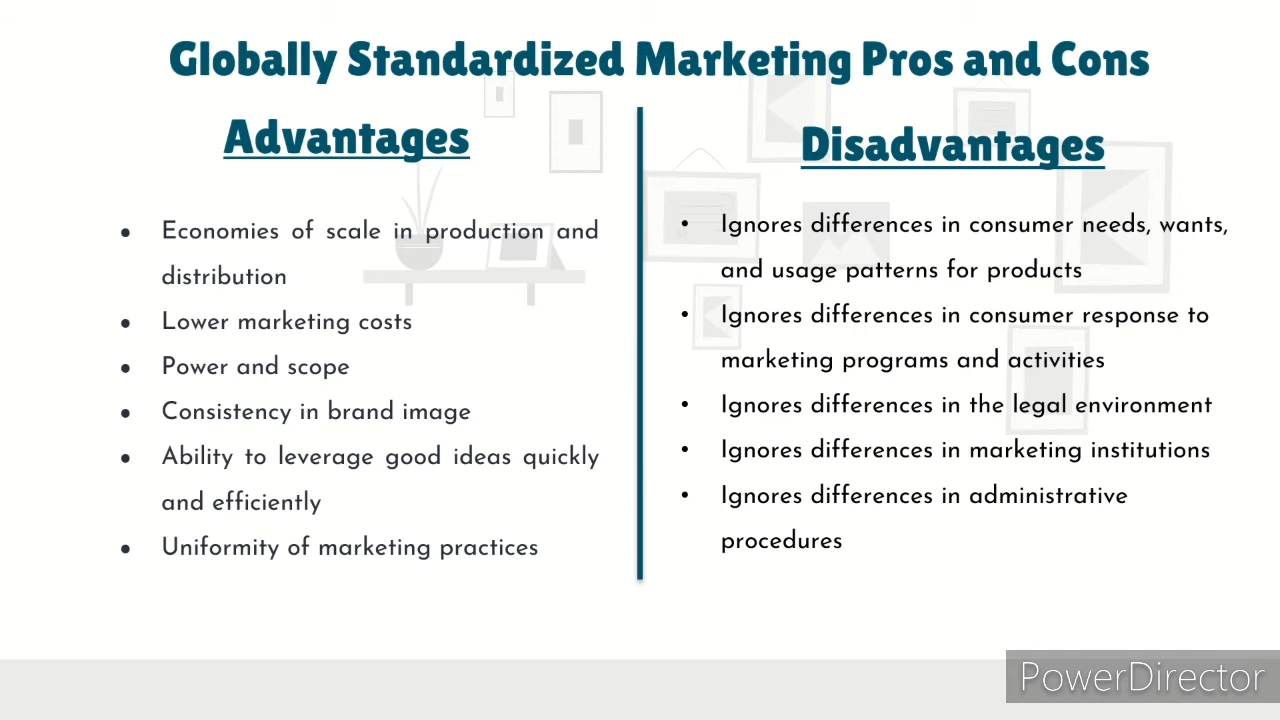 Globally Standardized Marketing Pros and Cons
Advantages
• Economies of scale in production and
distribution
• Lower marketing costs
• Power and scope
• Consistency in brand image
• Ability to leverage good ideas quickly
and efficiently
• Uniformity of marketing practices
Disadvantages
• Ignores differences in consumer needs, wants,
and usage patterns for products
• Ignores differences in consumer response to
marketing programs and activities
• Ignores differences in the legal environment
• Ignores differences in marketing institutions
• Ignores differences in administrative
procedures
PowerDirector